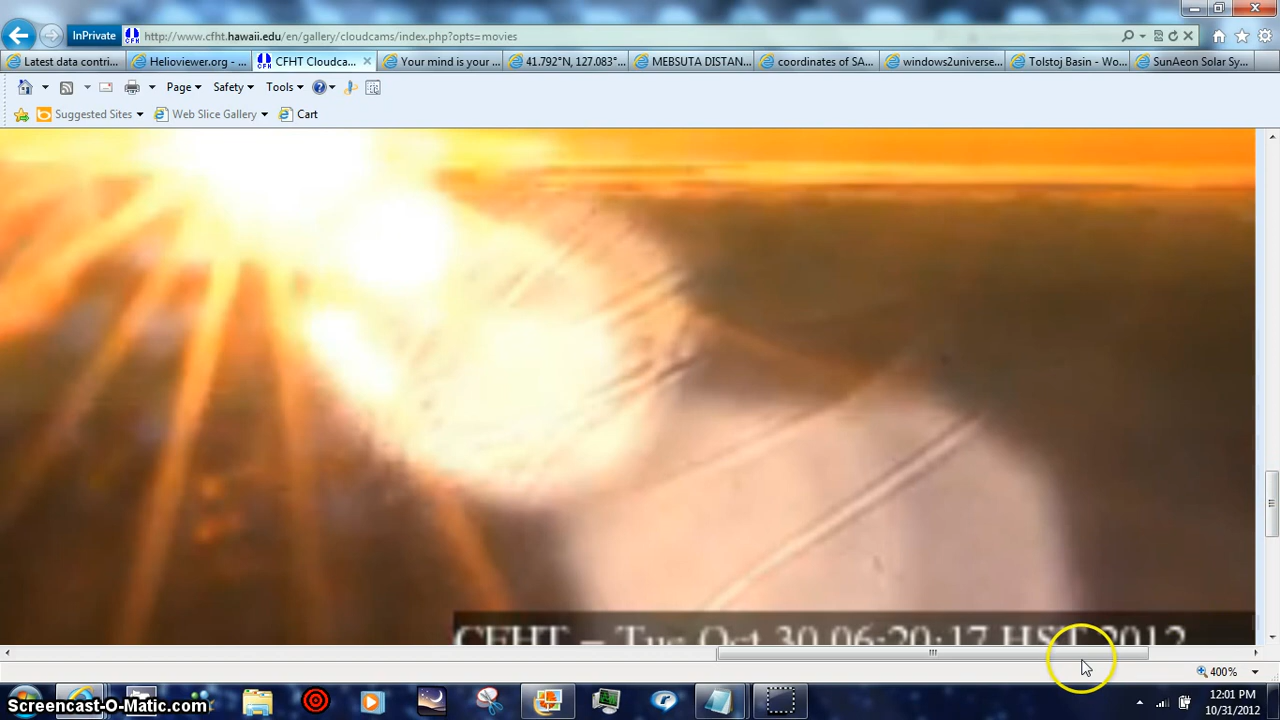 InPrivate
http://www.cfht.hawaii.edu/en/gallery/cloudcams/index.php?opts=movies
Latest data contri... Helioviewer.org - ... CFHT Cloudca... Your mind is your ... 41.792°N, 127.083°... MEBSUTA DISTAN... coordinates of SA... windows2universe... Tolstoj Basin - Wo... SunAeon Solar Sy...
Page Safety Tools
Suggested Sites Web Slice Gallery Cart
CFHT - Tue Oct 30 06:20:17 HST 2012
400%
12:01 PM
10/31/2012
Screencast-O-Matic.com